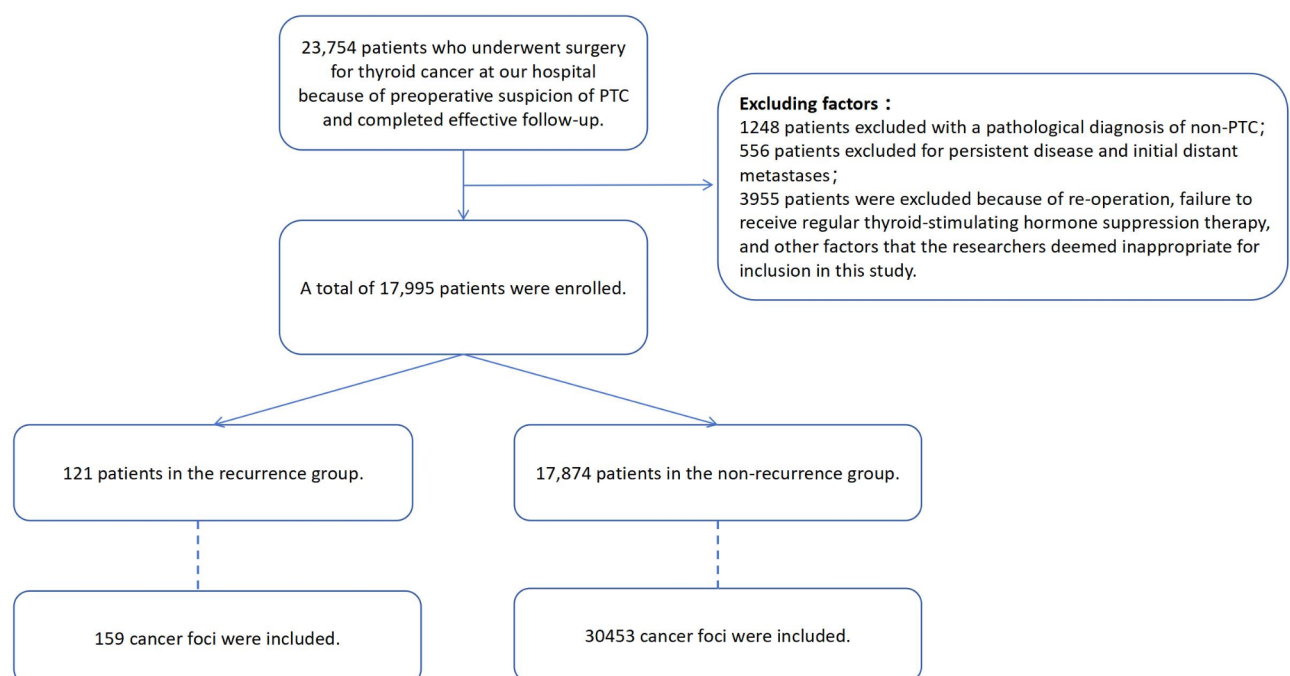 23,754 patients who underwent surgery
for thyroid cancer at our hospital
because of preoperative suspicion of PTC
and completed effective follow-up.
Excluding factors：
1248 patients excluded with a pathological diagnosis of non-PTC；
556 patients excluded for persistent disease and initial distant
metastases；
3955 patients were excluded because of re-operation, failure to
receive regular thyroid-stimulating hormone suppression therapy,
and other factors that the researchers deemed inappropriate for
inclusion in this study.
A total of 17,995 patients were enrolled.
121 patients in the recurrence group.
17,874 patients in the non-recurrence group.
159 cancer foci were included.
30453 cancer foci were included.